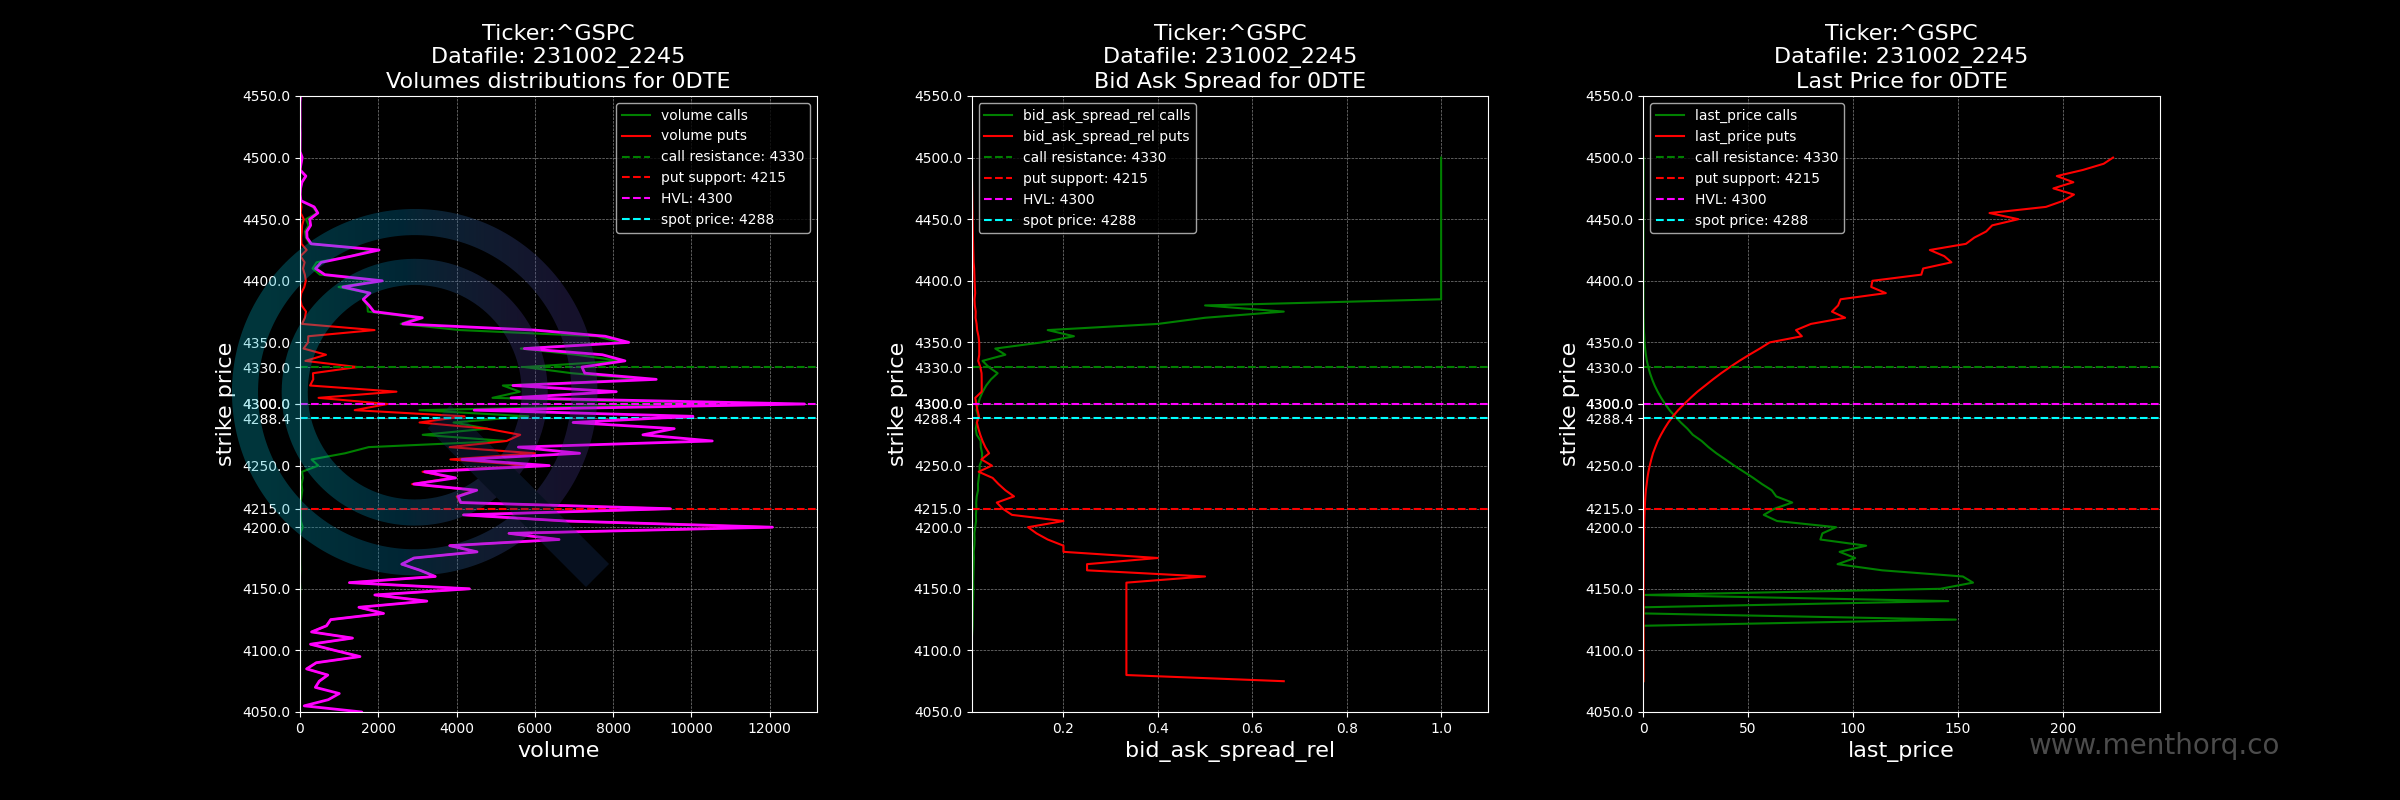 Ticker:^GSPC
Datafile: 231002_2245
Volumes distributions for 0DTE
4550.0
4500.0
4450.0
4400.0
4350.0
4330.0
4300.0
4288.4
4250.0
4215.0
4200.0
4150.0
4100.0
4050.0
strike price
volume calls
volume puts
call resistance: 4330
put support: 4215
HVL: 4300
spot price: 4288
0 2000 4000 6000 8000 10000 12000
volume
Ticker:^GSPC
Datafile: 231002_2245
Bid Ask Spread for 0DTE
4550.0
4500.0
4450.0
4400.0
4350.0
4330.0
4300.0
4288.4
4250.0
4215.0
4200.0
4150.0
4100.0
4050.0
strike price
bid_ask_spread_rel calls
bid_ask_spread_rel puts
call resistance: 4330
put support: 4215
HVL: 4300
spot price: 4288
0.2 0.4 0.6 0.8 1.0
bid_ask_spread_rel
Ticker:^GSPC
Datafile: 231002_2245
Last Price for 0DTE
4550.0
4500.0
4450.0
4400.0
4350.0
4330.0
4300.0
4288.4
4250.0
4215.0
4200.0
4150.0
4100.0
4050.0
strike price
last_price calls
last_price puts
call resistance: 4330
put support: 4215
HVL: 4300
spot price: 4288
0 50 100 150 200
last_price
www.menthorq.co